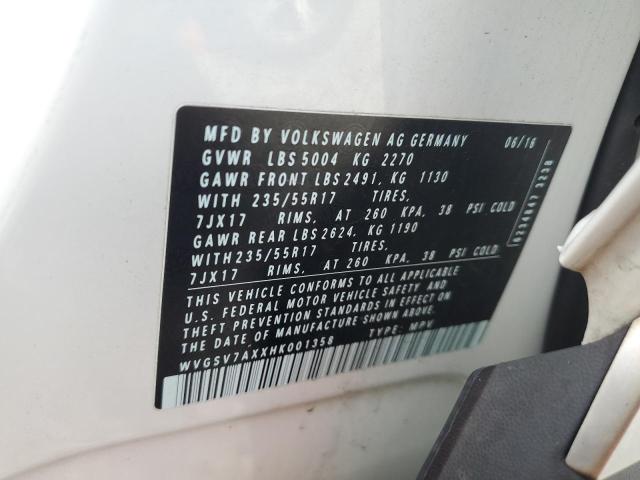 MFD BY VOLKSWAGEN AG GERMANY 06/16
GVWR LBS 5004 KG 2270
GAWR FRONT LBS 2491, KG 1130
WITH 235/55R17 TIRES,
7JX17 RIMS, AT 260 KPA, 38 PSI COLD
GAWR REAR LBS 2624, KG 1190
WITH 235/55R17 TIRES,
7JX17 RIMS, AT 260 KPA, 38 PSI COLD
THIS VEHICLE CONFORMS TO ALL APPLICABLE
U.S. FEDERAL MOTOR VEHICLE SAFETY AND
THEFT PREVENTION STANDARDS IN EFFECT ON
THE DATE OF MANUFACTURE SHOWN ABOVE.
WVGSV7AXXHK001358 TYPE: MPV